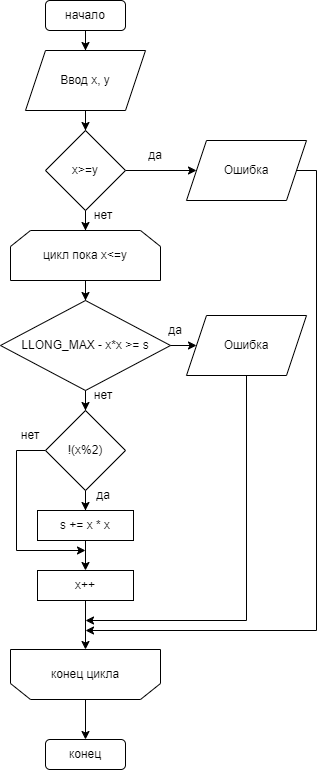 начало
Ввод x, y
x>=y
да
Ошибка
нет
цикл пока x<=y
LLONG_MAX - x*x >= s
да
Ошибка
нет
!(x%2)
нет
да
s += x * x
x++
конец цикла
конец